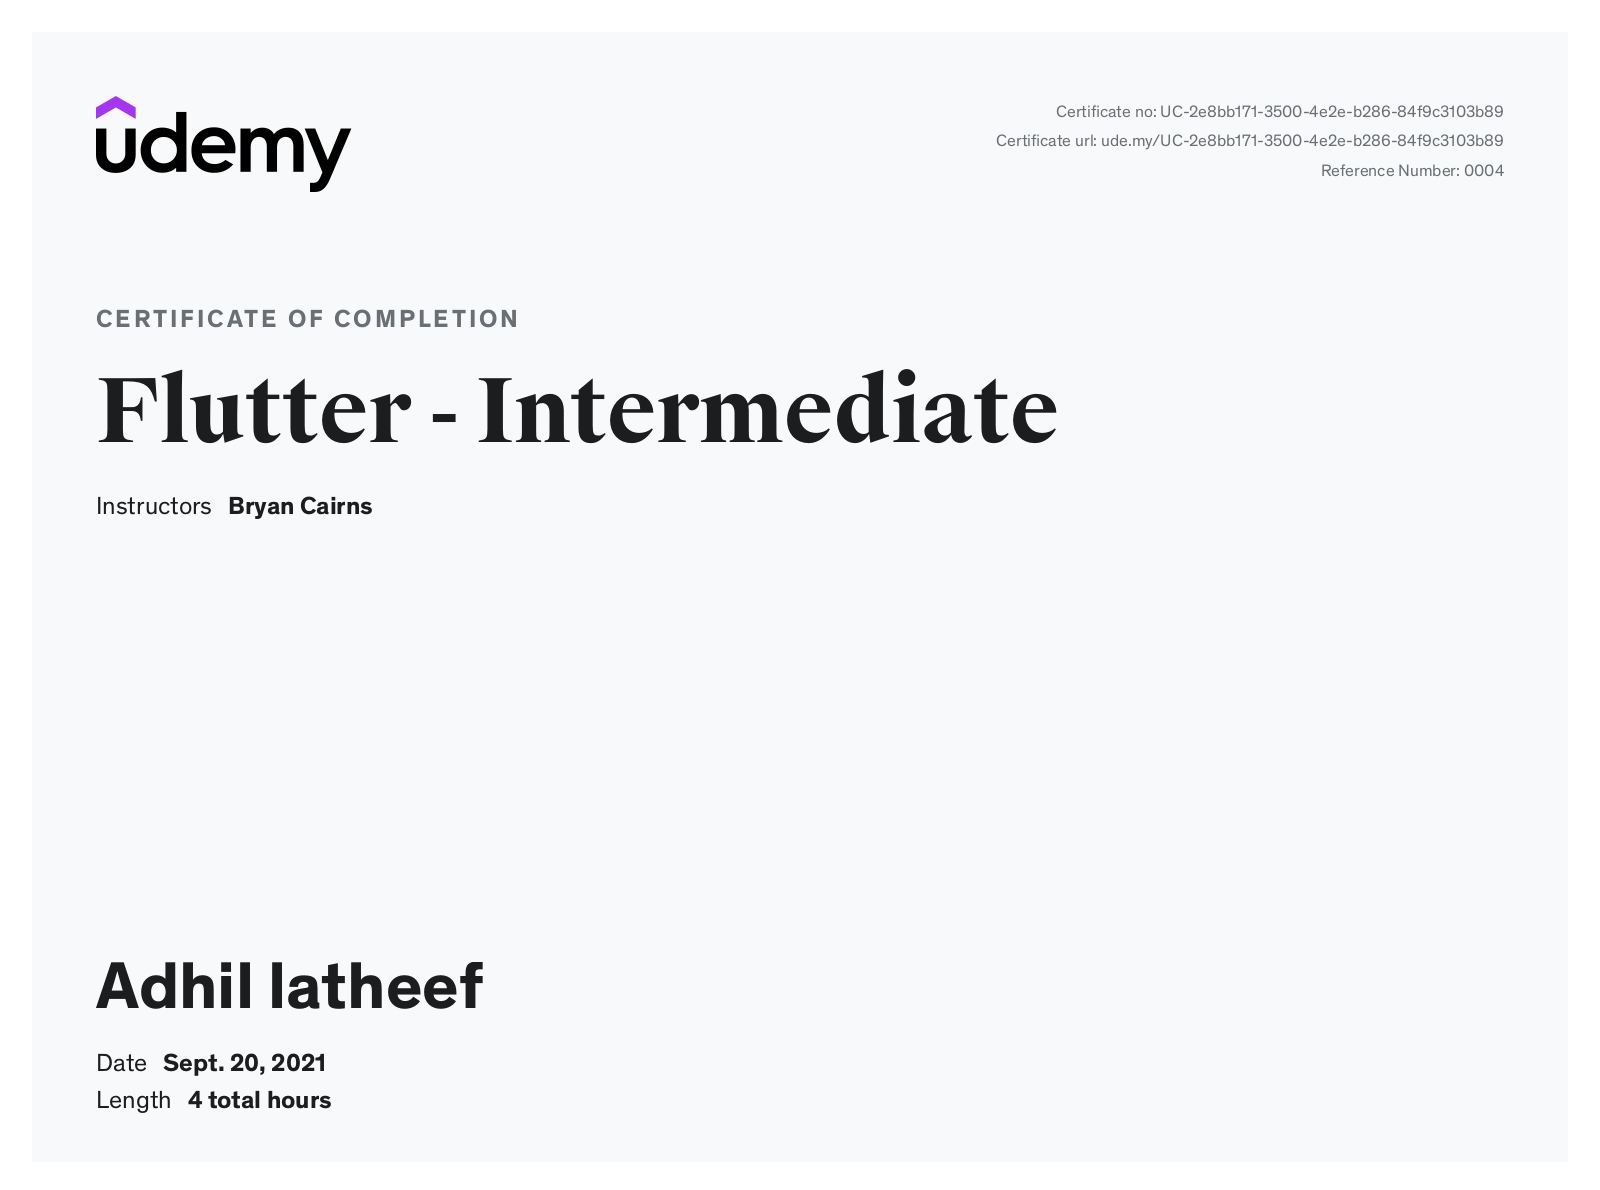 udemy
Certificate no: UC-2e8bb171-3500-4e2e-b286-84f9c3103b89
Certificate url: ude.my/UC-2e8bb171-3500-4e2e-b286-84f9c3103b89
Reference Number: 0004
CERTIFICATE OF COMPLETION
Flutter - Intermediate
Instructors Bryan Cairns
Adhil latheef
Date Sept. 20, 2021
Length 4 total hours